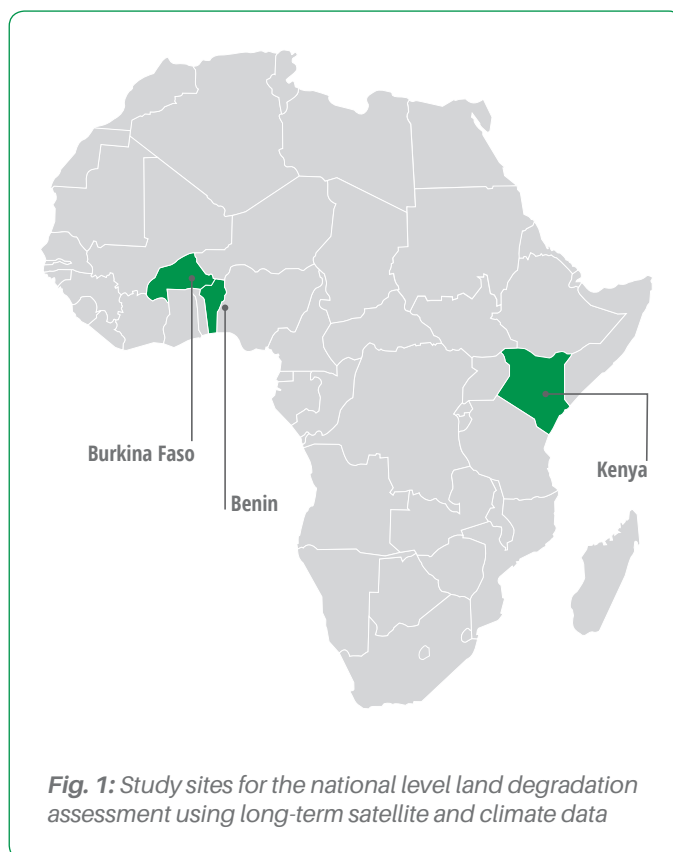 Burkina Faso
Benin
Kenya
Fig. 1: Study sites for the national level land degradation
assessment using long-term satellite and climate data